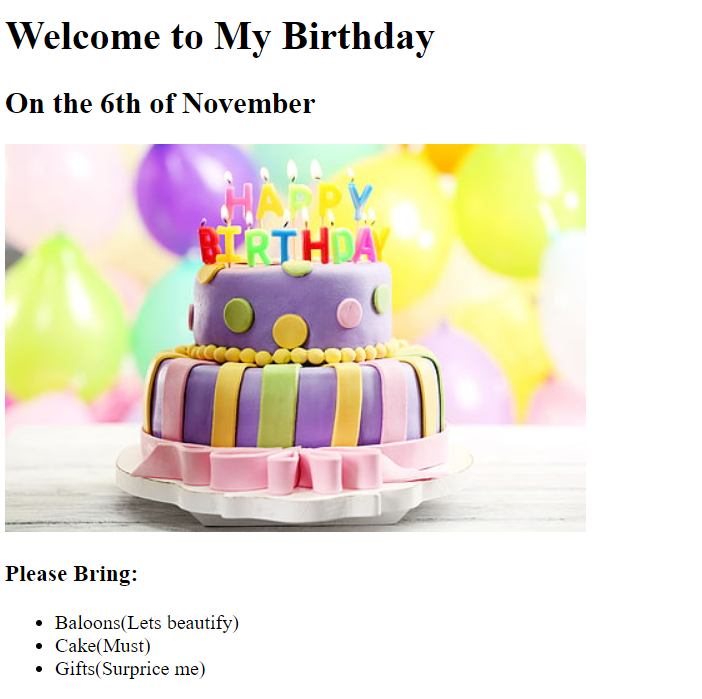 Welcome to My Birthday
On the 6th of November
HAPPY
BIRTHDAY
Please Bring:
Baloons(Lets beautify)
Cake(Must)
Gifts(Surprice me)